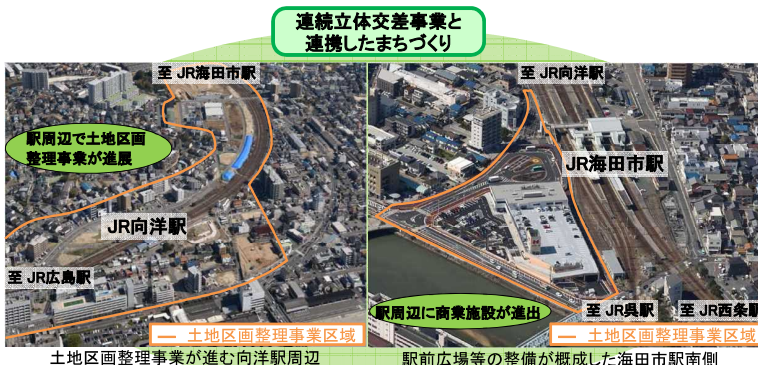 連続立体交差事業と
連携したまちづくり
至 JR海田市駅
駅周辺で土地区画
整理事業が進展
JR向洋駅
至 JR広島駅
土地区画整理事業区域
土地区画整理事業が進む向洋駅周辺
至 JR向洋駅
JR海田市駅
駅周辺に商業施設が進出
至 JR呉駅
至 JR西条駅
土地区画整理事業区域
駅前広場等の整備が概成した海田市駅南側